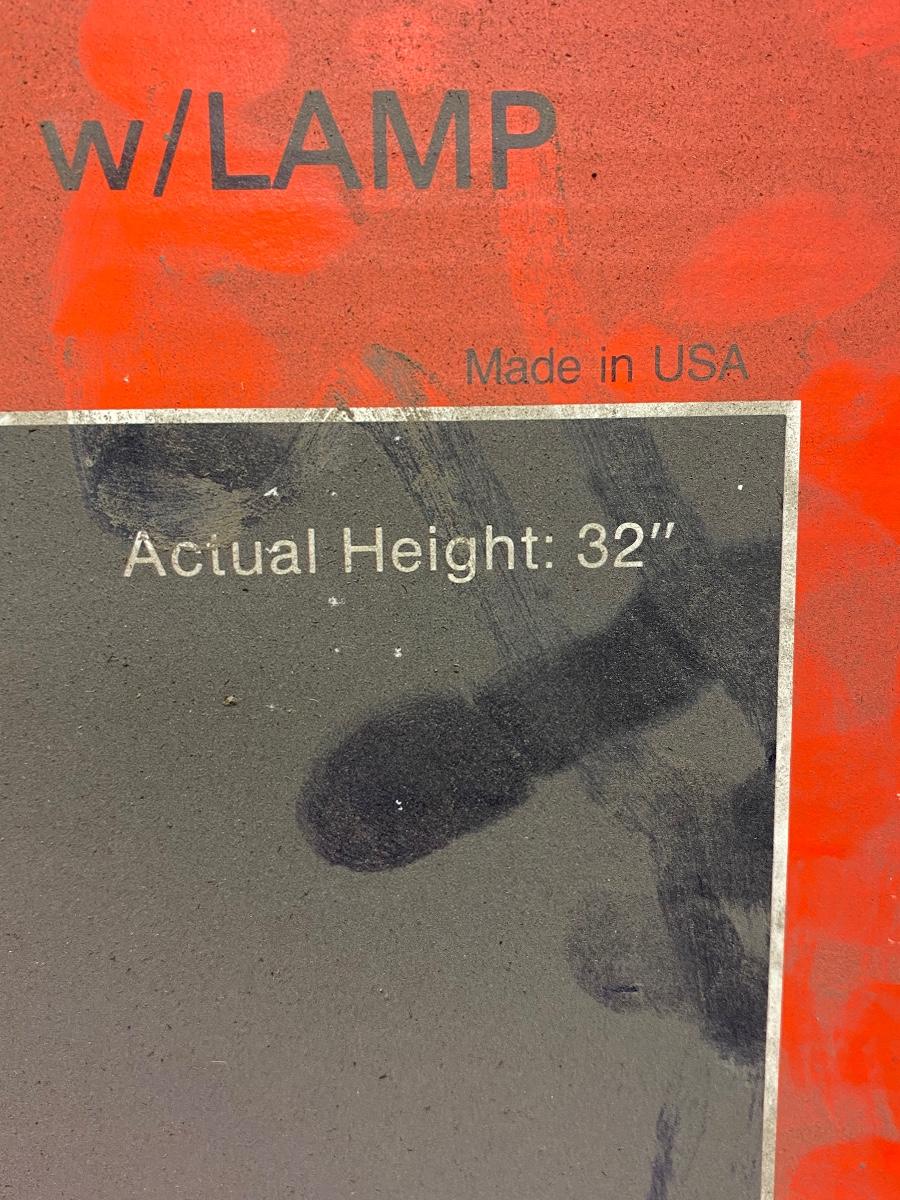 w/LAMP
Made in USA
Actual Height: 32"